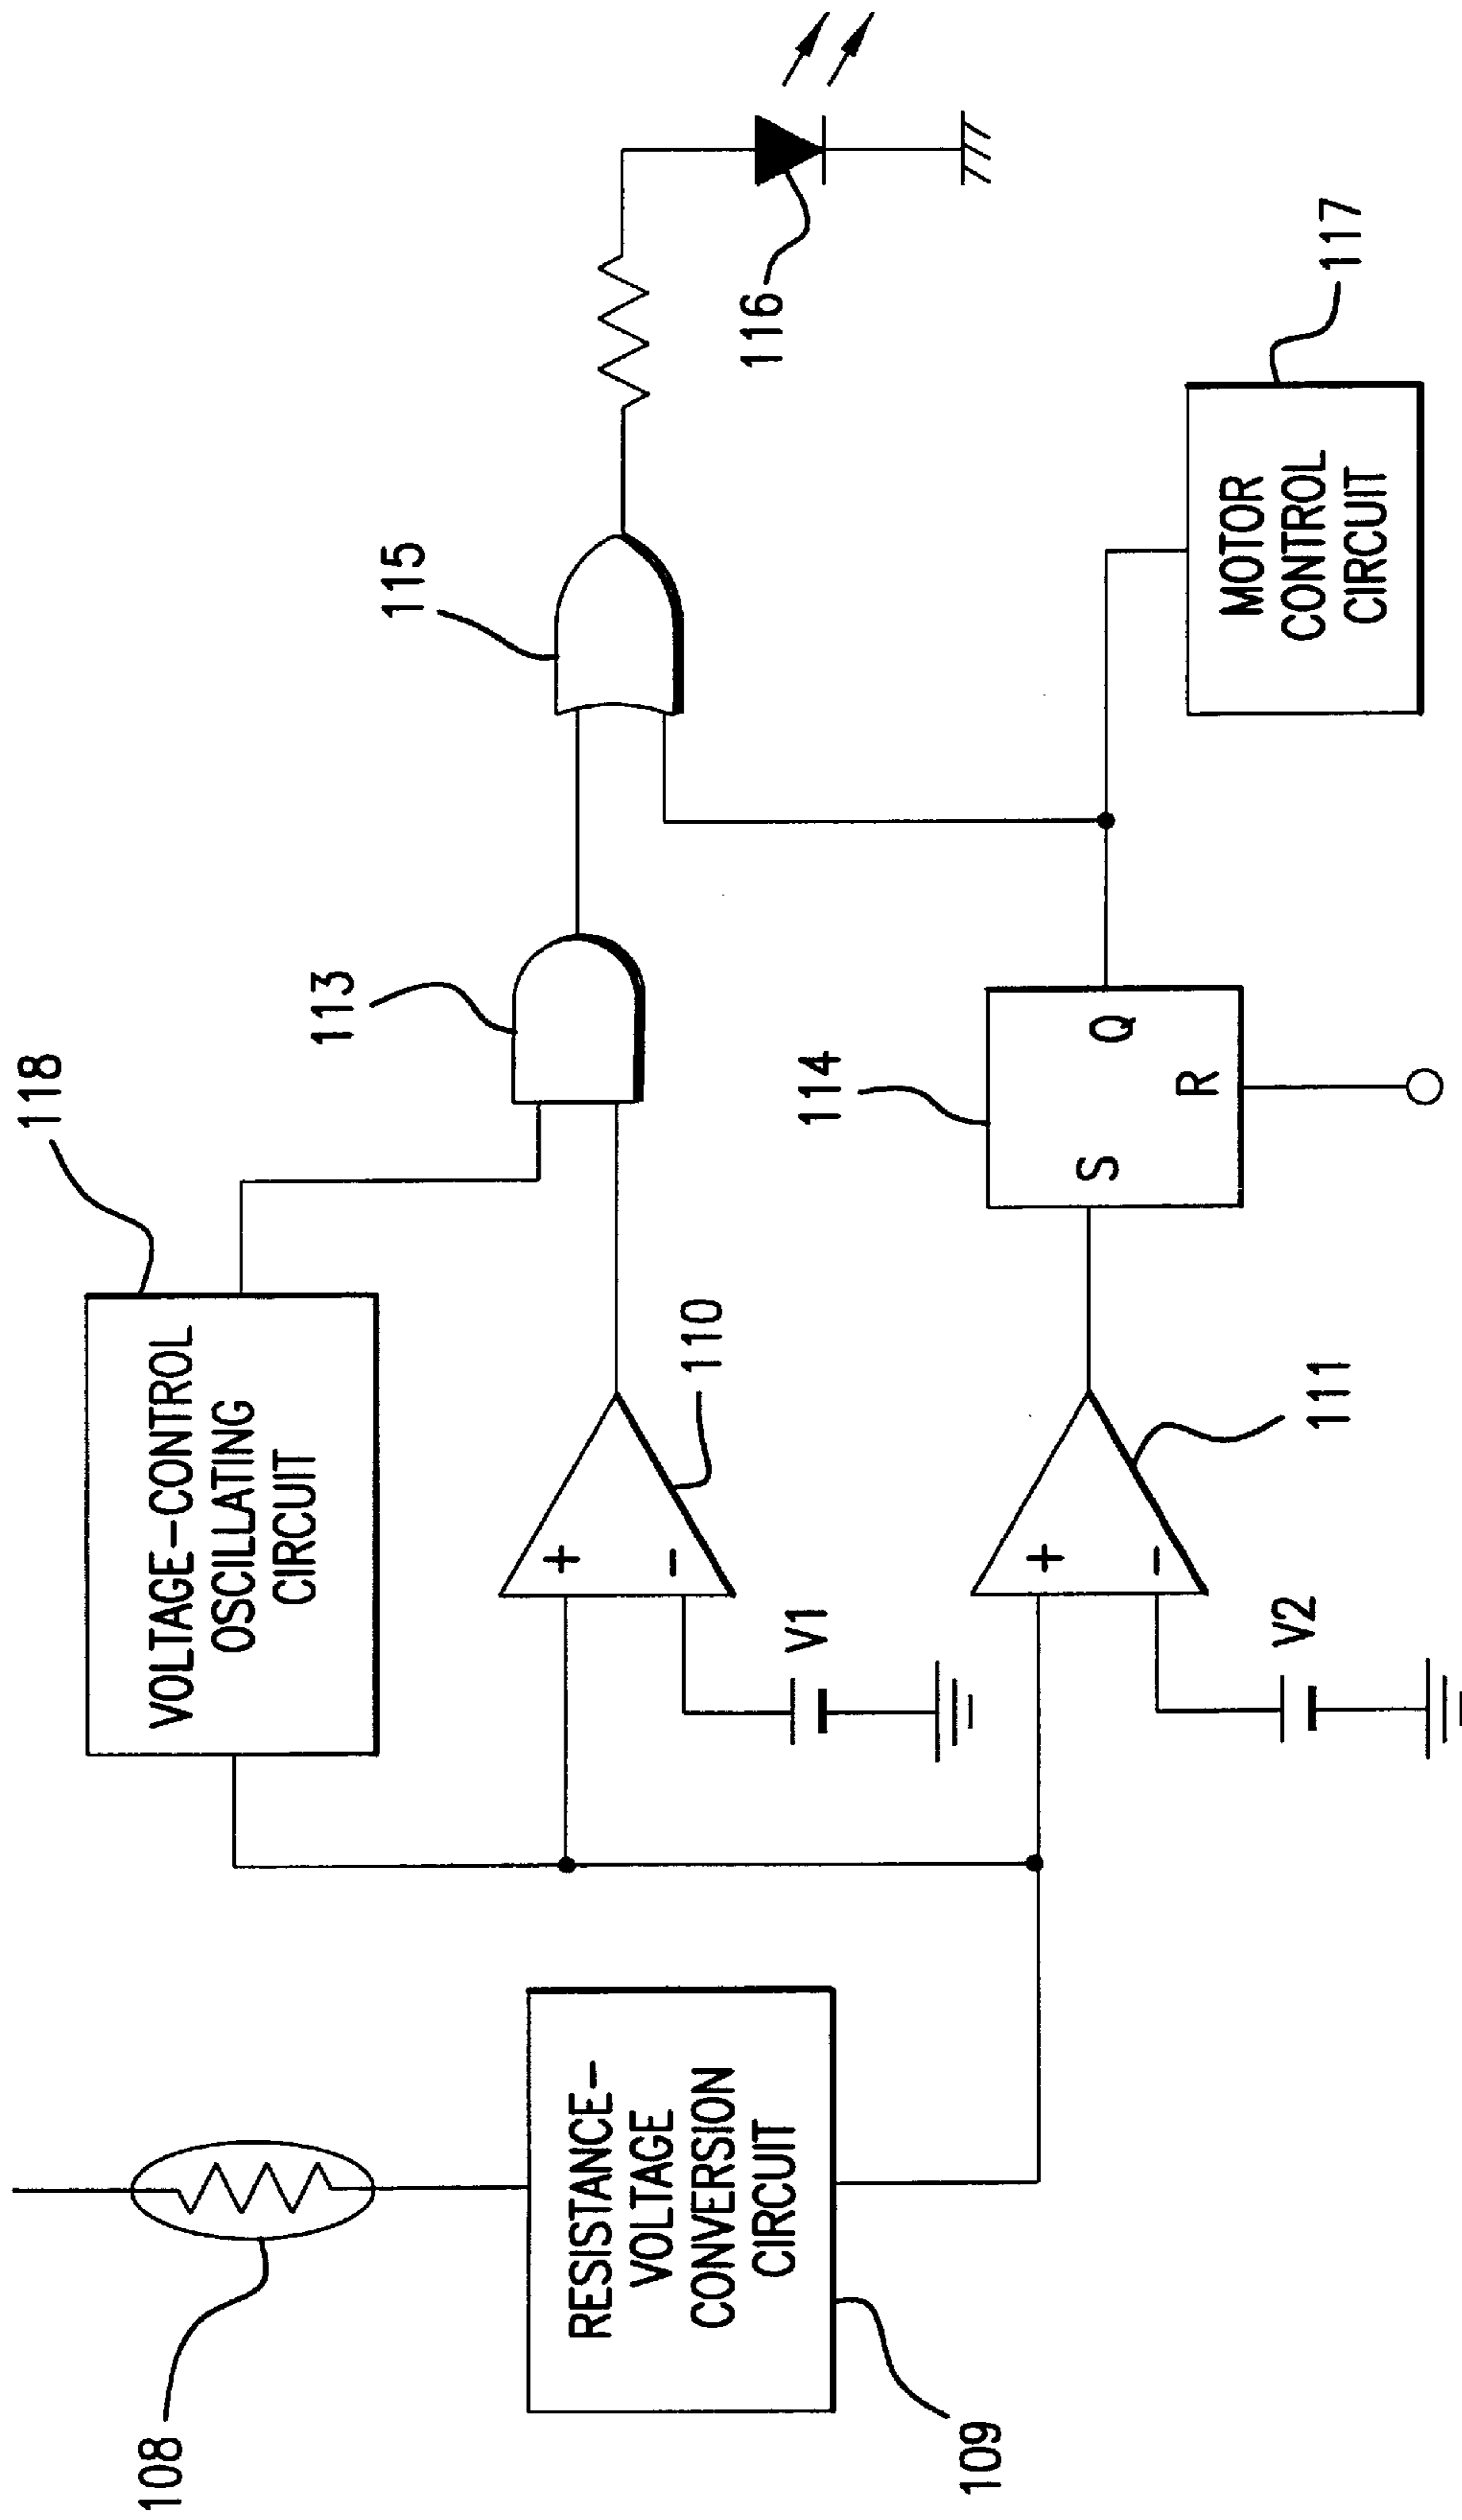 118
VOLTAGE-CONTROL
OSCILLATING
CIRCUIT
108
RESISTANCE-
VOLTAGE
CONVERSION
CIRCUIT
109
+
-
110
V1
113
115
116
+
-
111
V2
114
S
R
Q
MOTOR
CONTROL
CIRCUIT
117